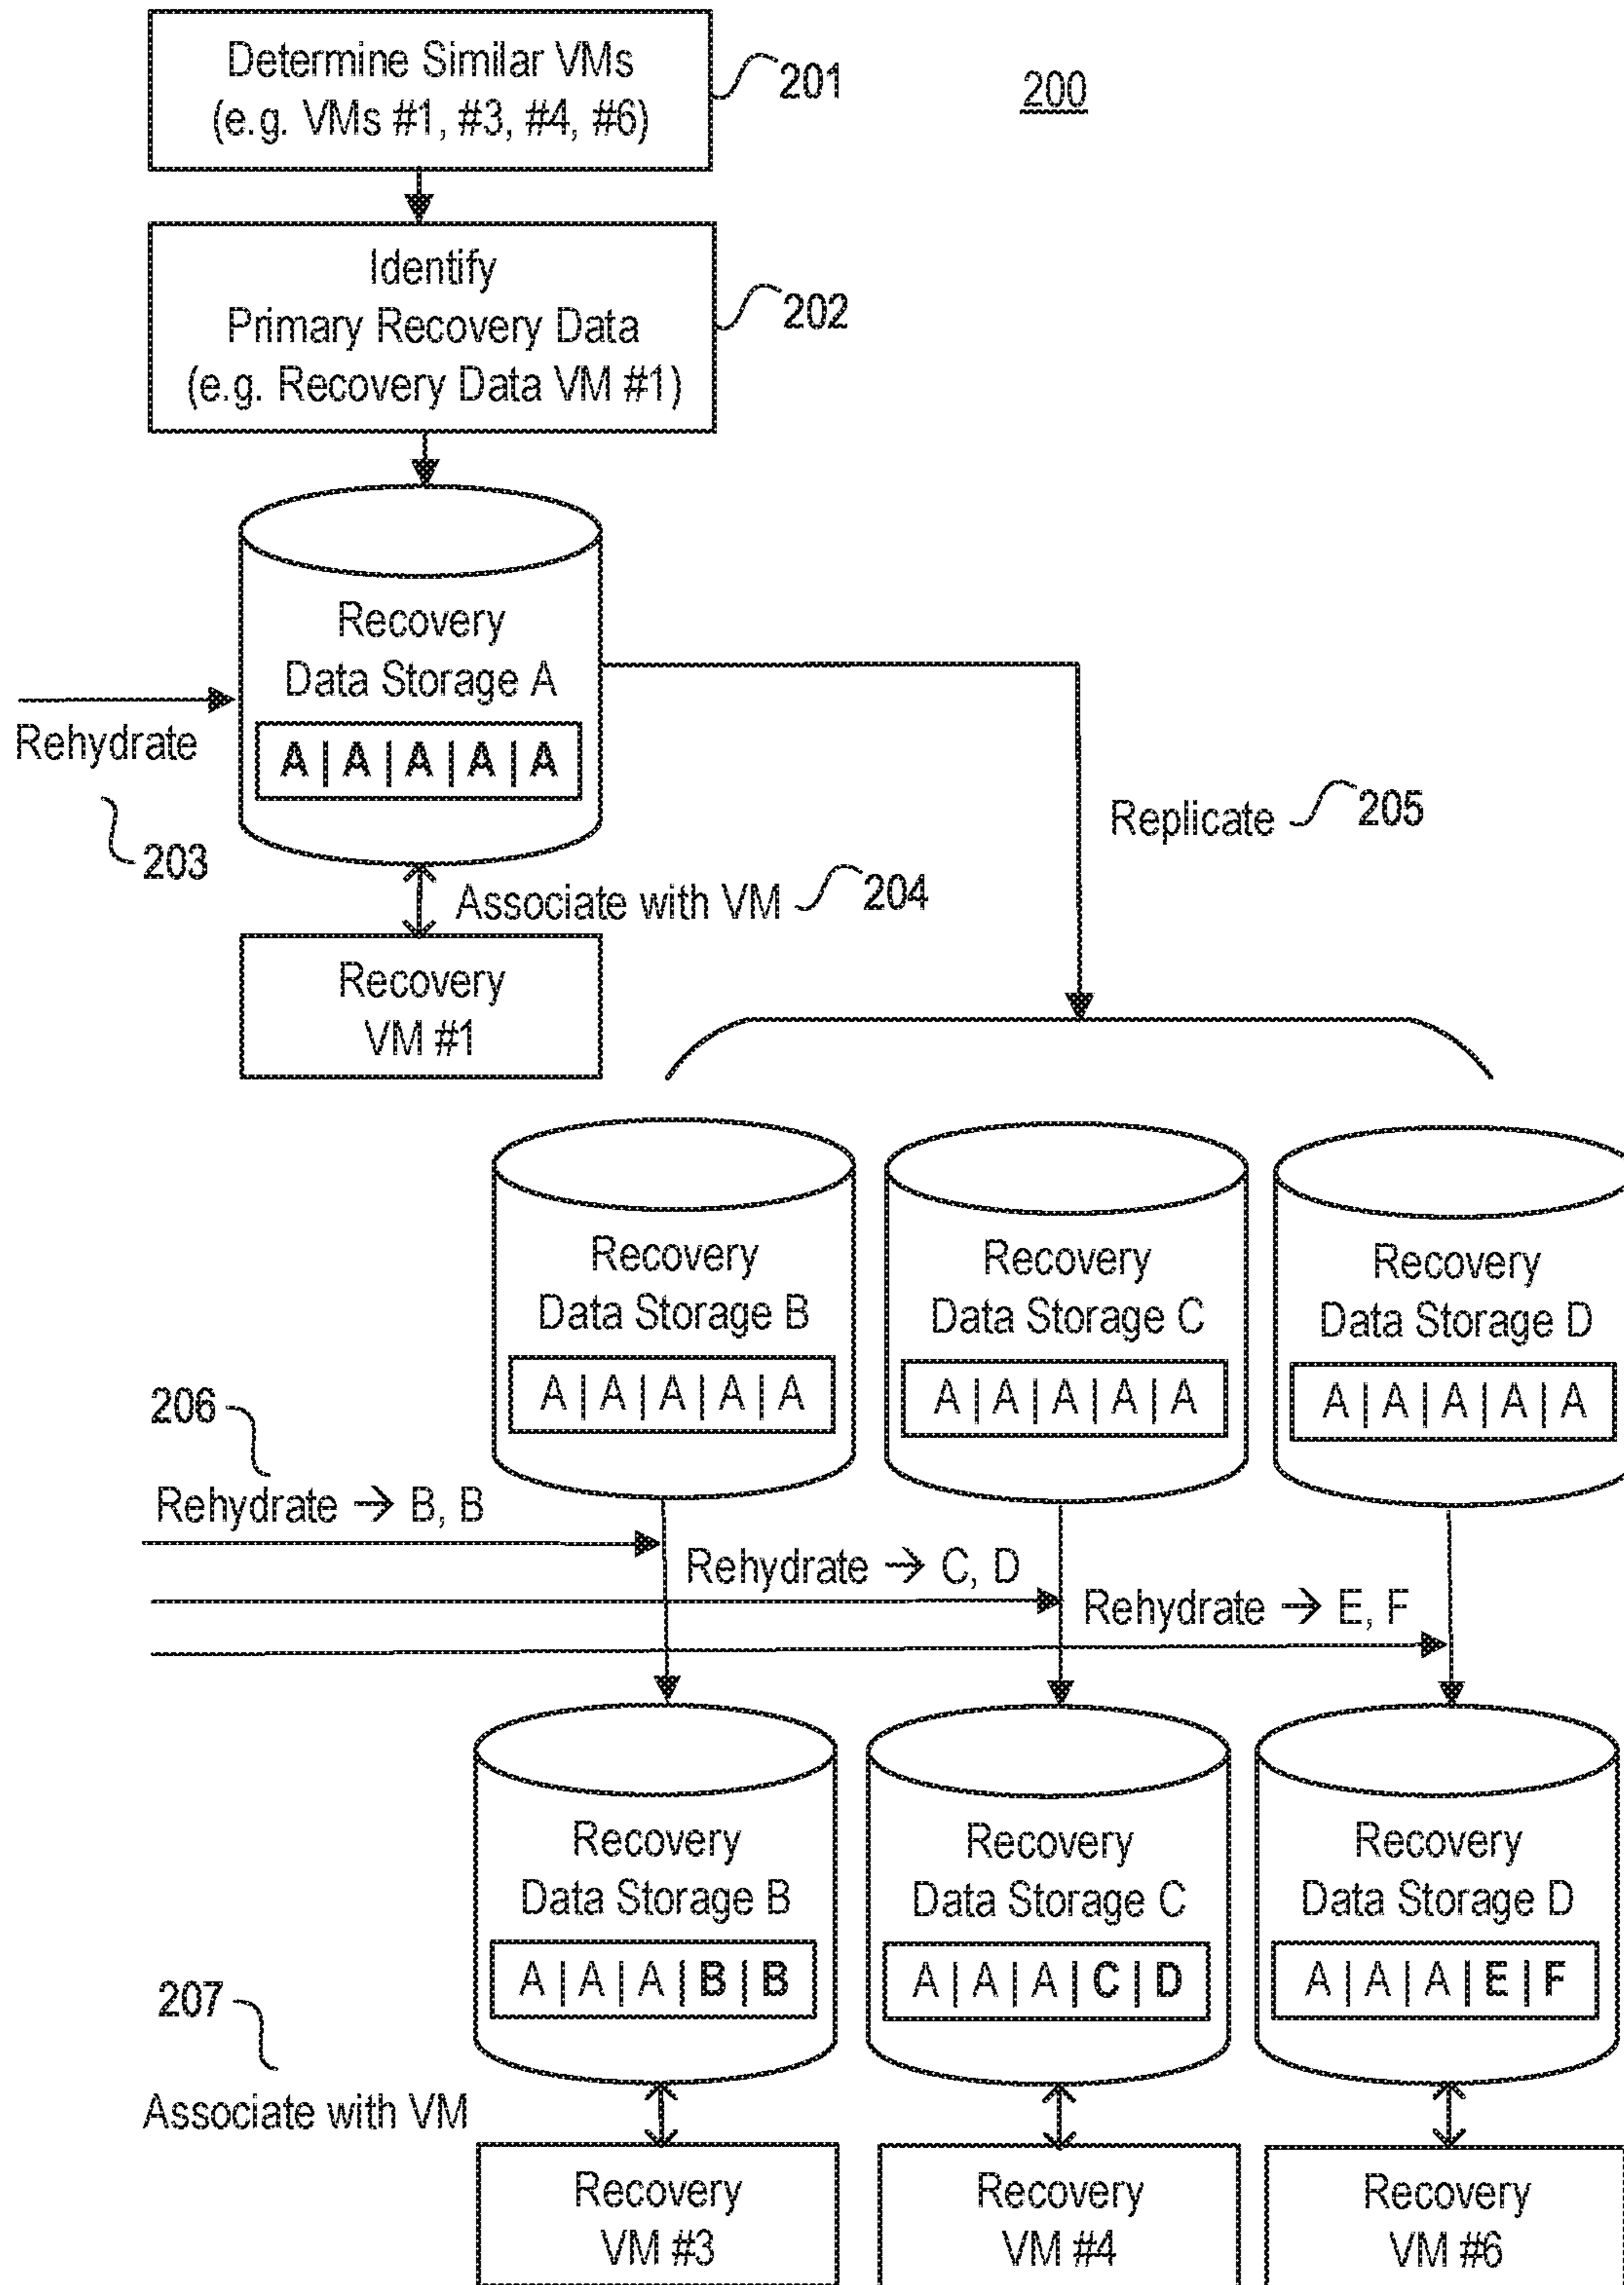 Determine Similar VMs
(e.g. VMs #1, #3, #4, #6)
201
200
Identify
Primary Recovery Data
(e.g. Recovery Data VM #1)
202
Recovery
Data Storage A
A | A | A | A | A
Rehydrate
203
Replicate
205
Associate with VM
204
Recovery
VM #1
Recovery
Data Storage B
A | A | A | A | A
Recovery
Data Storage C
A | A | A | A | A
Recovery
Data Storage D
A | A | A | A | A
206
Rehydrate → B, B
Rehydrate → C, D
Rehydrate → E, F
Recovery
Data Storage B
A | A | A | B | B
Recovery
Data Storage C
A | A | A | C | D
Recovery
Data Storage D
A | A | A | E | F
207
Associate with VM
Recovery
VM #3
Recovery
VM #4
Recovery
VM #6